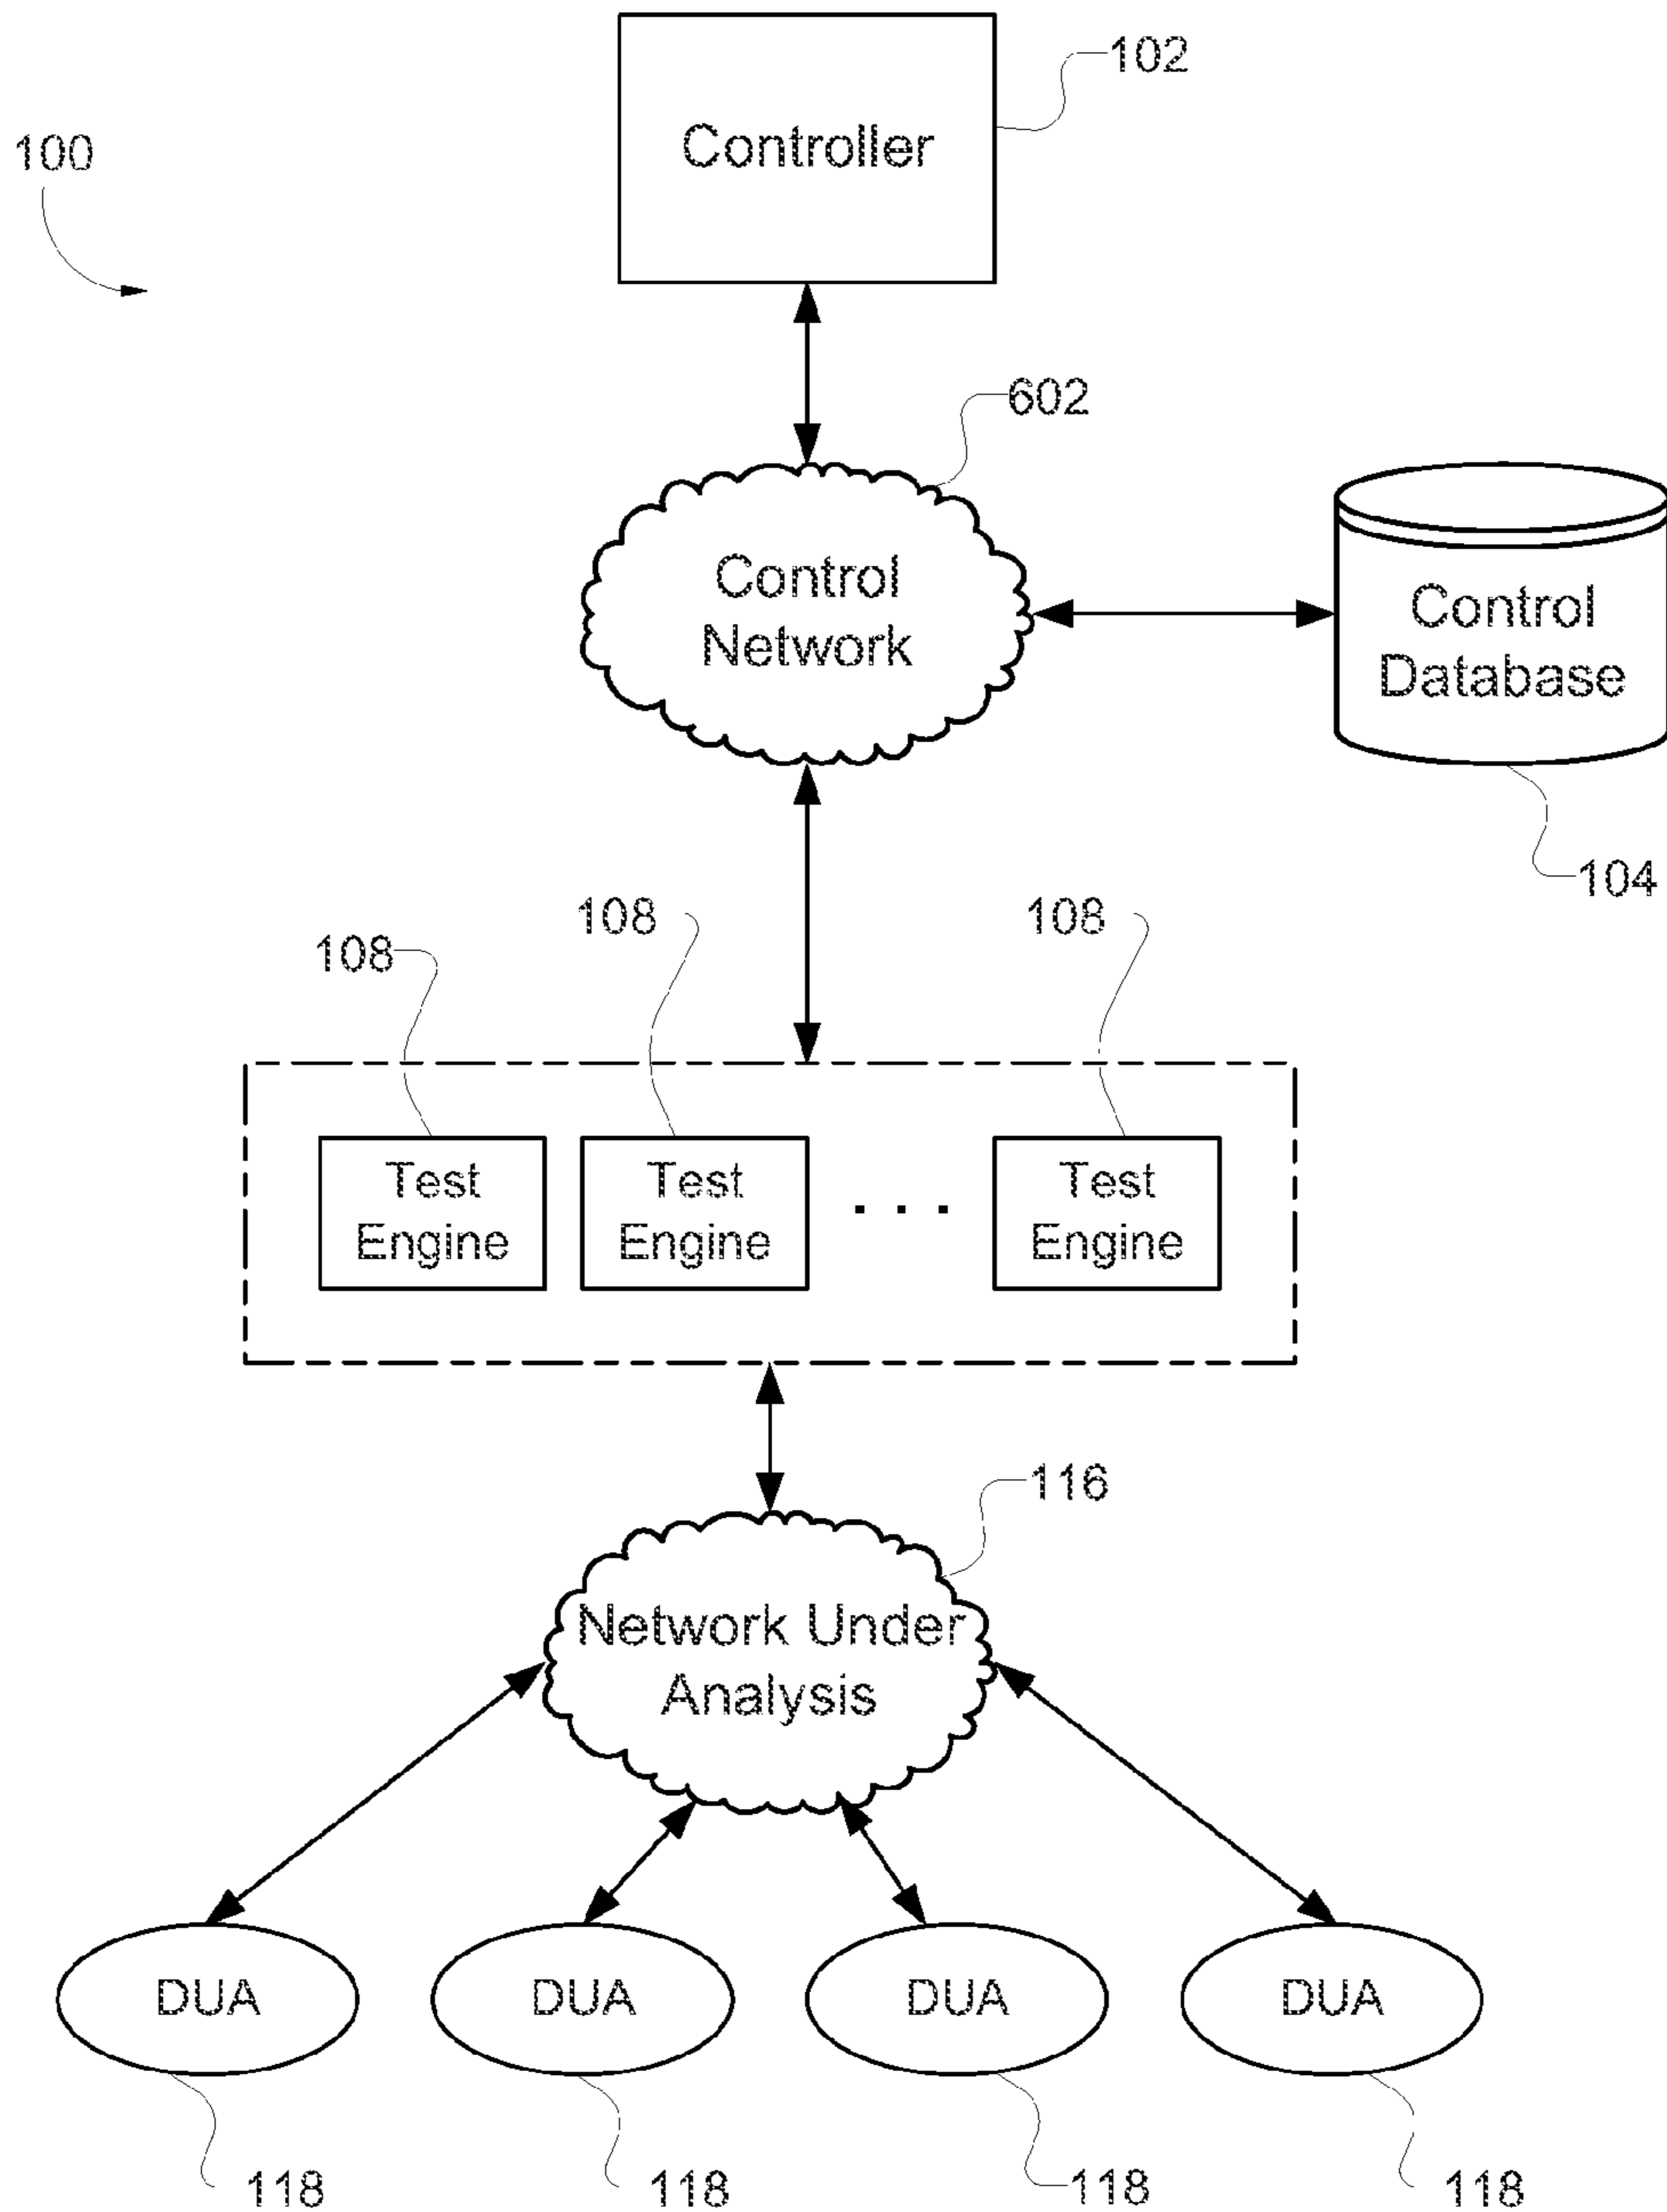 102
Controller
100
602
Control
Network
Control
Database
104
108
108
108
Test
Engine
Test
Engine
. . .
Test
Engine
116
Network Under
Analysis
DUA
DUA
DUA
DUA
118
118
118
118